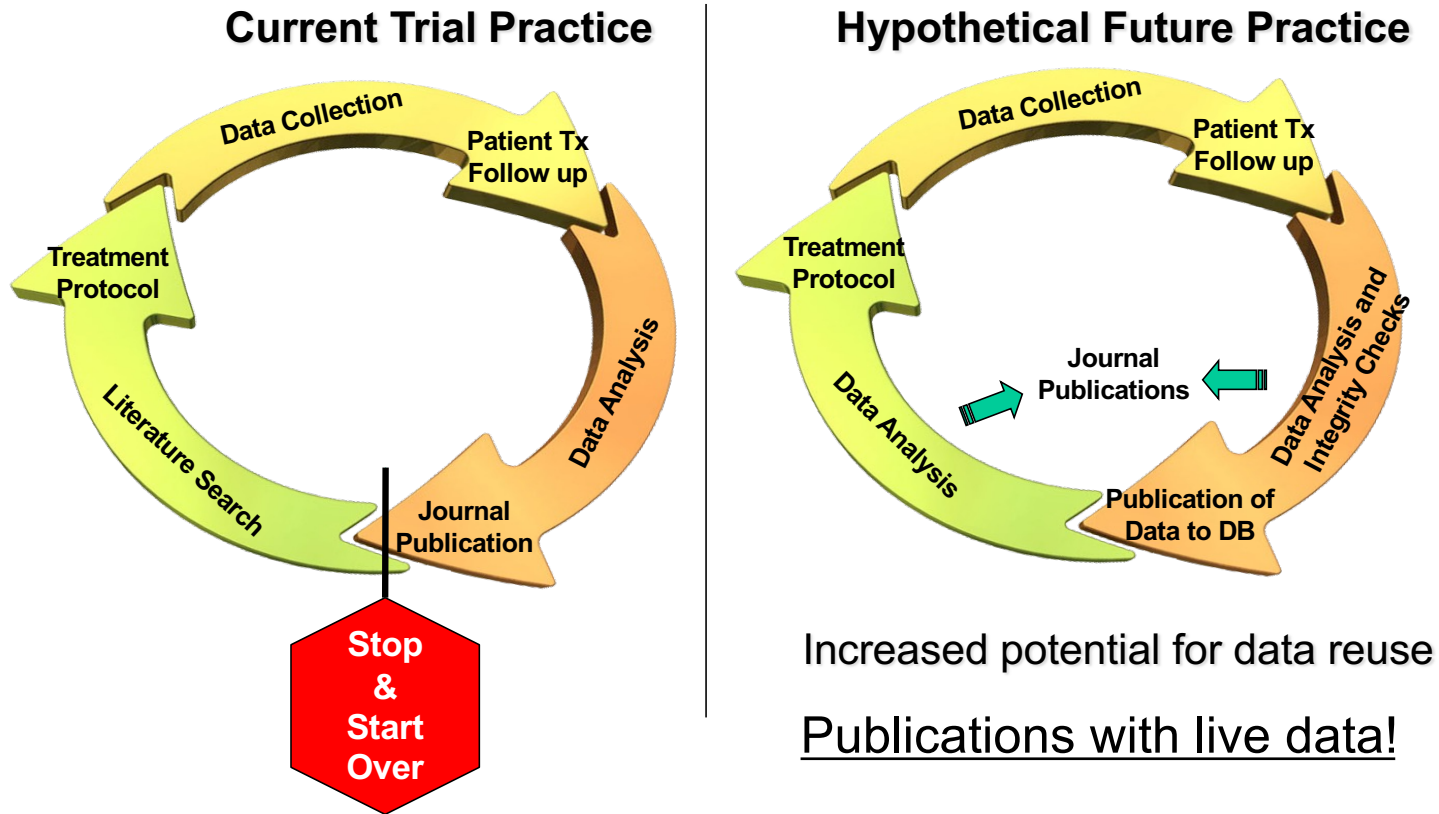 Current Trial Practice
Data Collection
Patient Tx
Follow up
Treatment
Protocol
Data Analysis
Literature Search
Journal
Publication
Stop
&
Start
Over
Hypothetical Future Practice
Data Collection
Patient Tx
Follow up
Treatment
Protocol
Data Analysis and
Integrity Checks
Journal
Publications
Data Analysis
Publication of
Data to DB
Increased potential for data reuse
Publications with live data!